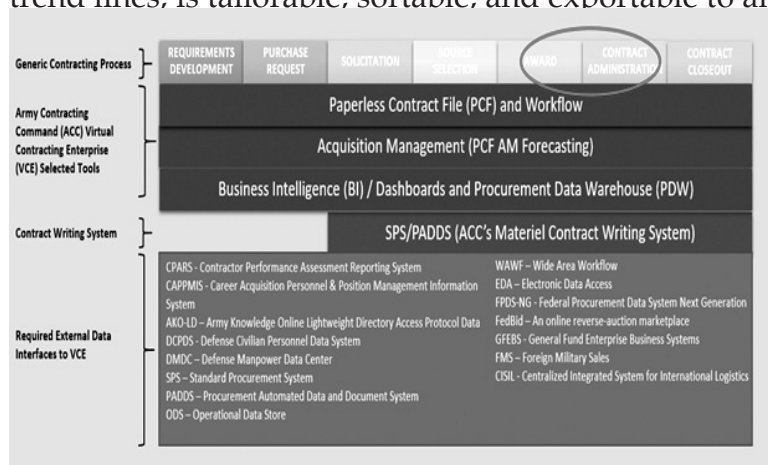 trend lines, is tailorable, sortable, and exportable to an
Generic Contracting Process
REQUIREMENTS DEVELOPMENT
PURCHASE REQUEST
SOLICITATION
SOURCE SELECTION
AWARD
CONTRACT ADMINISTRATION
CONTRACT CLOSEOUT
Army Contracting
Command (ACC) Virtual
Contracting Enterprise
(VCE) Selected Tools
Paperless Contract File (PCF) and Workflow
Acquisition Management (PCF AM Forecasting)
Business Intelligence (BI) / Dashboards and Procurement Data Warehouse (PDW)
Contract Writing System
SPS/PADDS (ACC's Materiel Contract Writing System)
Required External Data
Interfaces to VCE
CPARS - Contractor Performance Assessment Reporting System
CAPPMIS - Career Acquisition Personnel & Position Management Information
System
AKO-LD – Army Knowledge Online Lightweight Directory Access Protocol Data
DCPDS - Defense Civilian Personnel Data System
DMDC – Defense Manpower Data Center
SPS – Standard Procurement System
PADDS – Procurement Automated Data and Document System
ODS – Operational Data Store
WAWF – Wide Area Workflow
EDA – Electronic Data Access
FPDS-NG - Federal Procurement Data System Next Generation
FedBid – An online reverse-auction marketplace
GFEBS - General Fund Enterprise Business Systems
FMS – Foreign Military Sales
CISIL - Centralized Integrated System for International Logistics